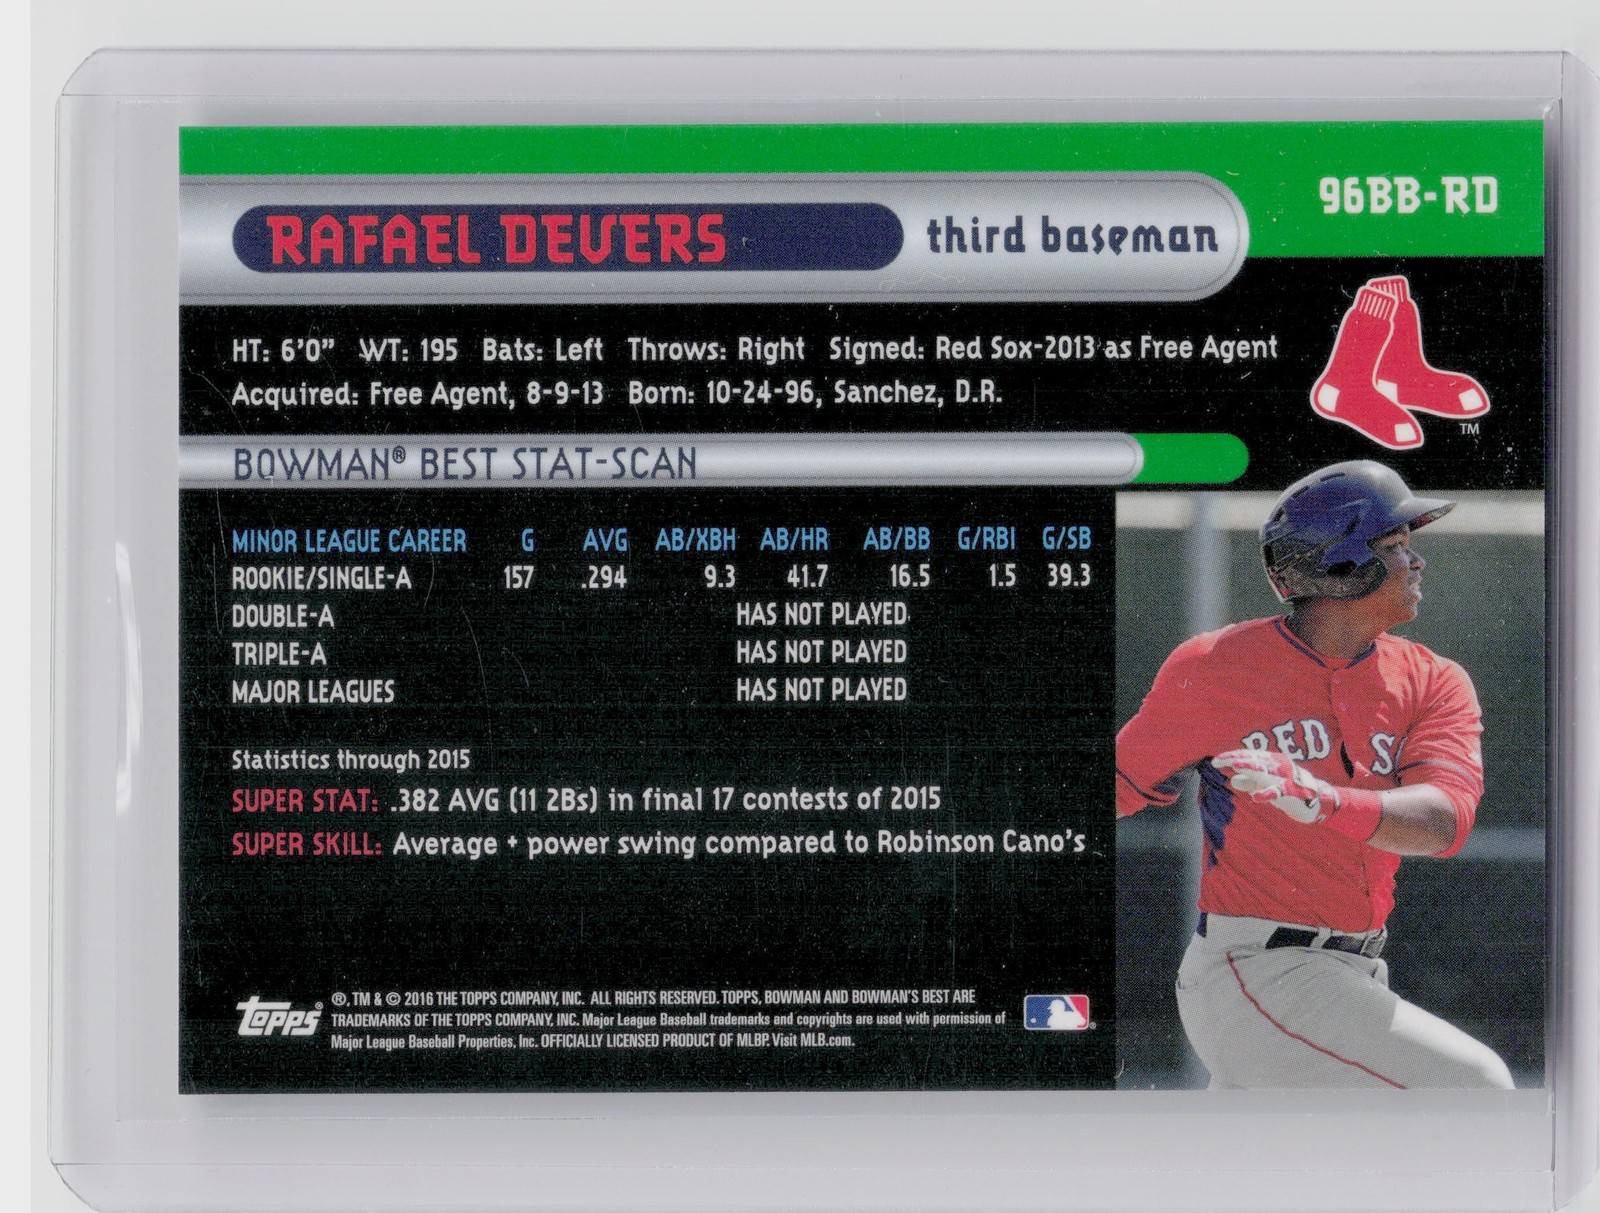 96BB-RD
RAFAEL DEVERS third baseman
HT: 6'0" WT: 195 Bats: Left Throws: Right Signed: Red Sox-2013 as Free Agent
Acquired: Free Agent, 8-9-13 Born: 10-24-96, Sanchez, D.R.
TM
BOWMAN® BEST STAT-SCAN
MINOR LEAGUE CAREER G AVG AB/XBH AB/HR AB/BB G/RBI G/SB
ROOKIE/SINGLE-A 157 .294 9.3 41.7 16.5 1.5 39.3
DOUBLE-A HAS NOT PLAYED
TRIPLE-A HAS NOT PLAYED
MAJOR LEAGUES HAS NOT PLAYED
RED S
Statistics through 2015
SUPER STAT: .382 AVG (11 2Bs) in final 17 contests of 2015
SUPER SKILL: Average + power swing compared to Robinson Cano's
topps® ®, TM & © 2016 THE TOPPS COMPANY, INC. ALL RIGHTS RESERVED. TOPPS, BOWMAN AND BOWMAN'S BEST ARE
TRADEMARKS OF THE TOPPS COMPANY, INC. Major League Baseball trademarks and copyrights are used with permission of
Major League Baseball Properties, Inc. OFFICIALLY LICENSED PRODUCT OF MLBP. Visit MLB.com.